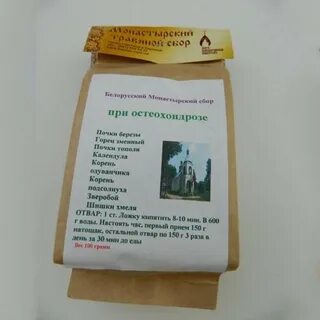 Монастырский
травяной сбор
Белорусский Монастырский сбор
при остеохондрозе
Почки березы
Горец змеиный
Почки тополя
Календула
Корень
одуванчика
Корень
подсолнуха
Зверобой
Шишки хмеля
ОТВАР: 1 ст. Ложку кипятить 8-10 мин. В 600
г воды. Настоять час, первый прием 150 г
натощак, остальной отвар по 150 г 3 раза в
день за 30 мин до еды
Вес 100 грамм